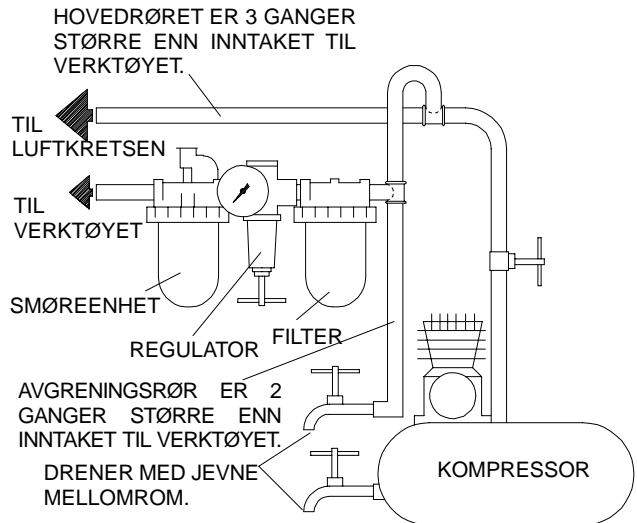 HOVEDRØRET ER 3 GANGER
STØRRE ENN INNTAKET TIL
VERKTØYET.
TIL
LUFTKRETSEN
TIL
VERKTØYET
SMØREENHET
REGULATOR
FILTER
AVGRENINGSRØR ER 2
GANGER STØRRE ENN
INNTAKET TIL VERKTØYET.
DRENER MED JEVNE
MELLOMROM.
KOMPRESSOR